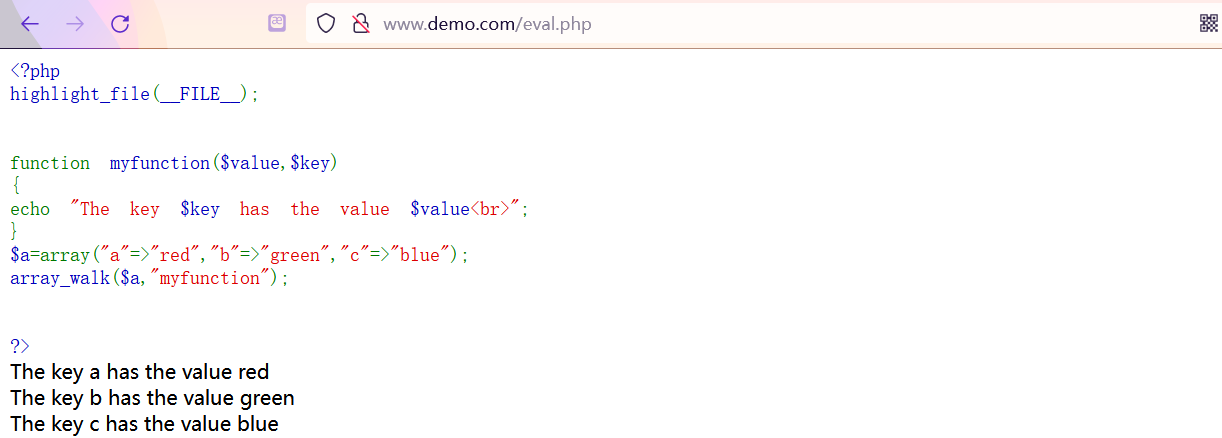 www.demo.com/eval.php
<?php
highlight_file(__FILE__);
function  myfunction($value,$key)
{
echo  "The  key  $key  has  the  value  $value<br>";
}
$a=array("a"=>"red","b"=>"green","c"=>"blue");
array_walk($a,"myfunction");
?>
The key a has the value red
The key b has the value green
The key c has the value blue